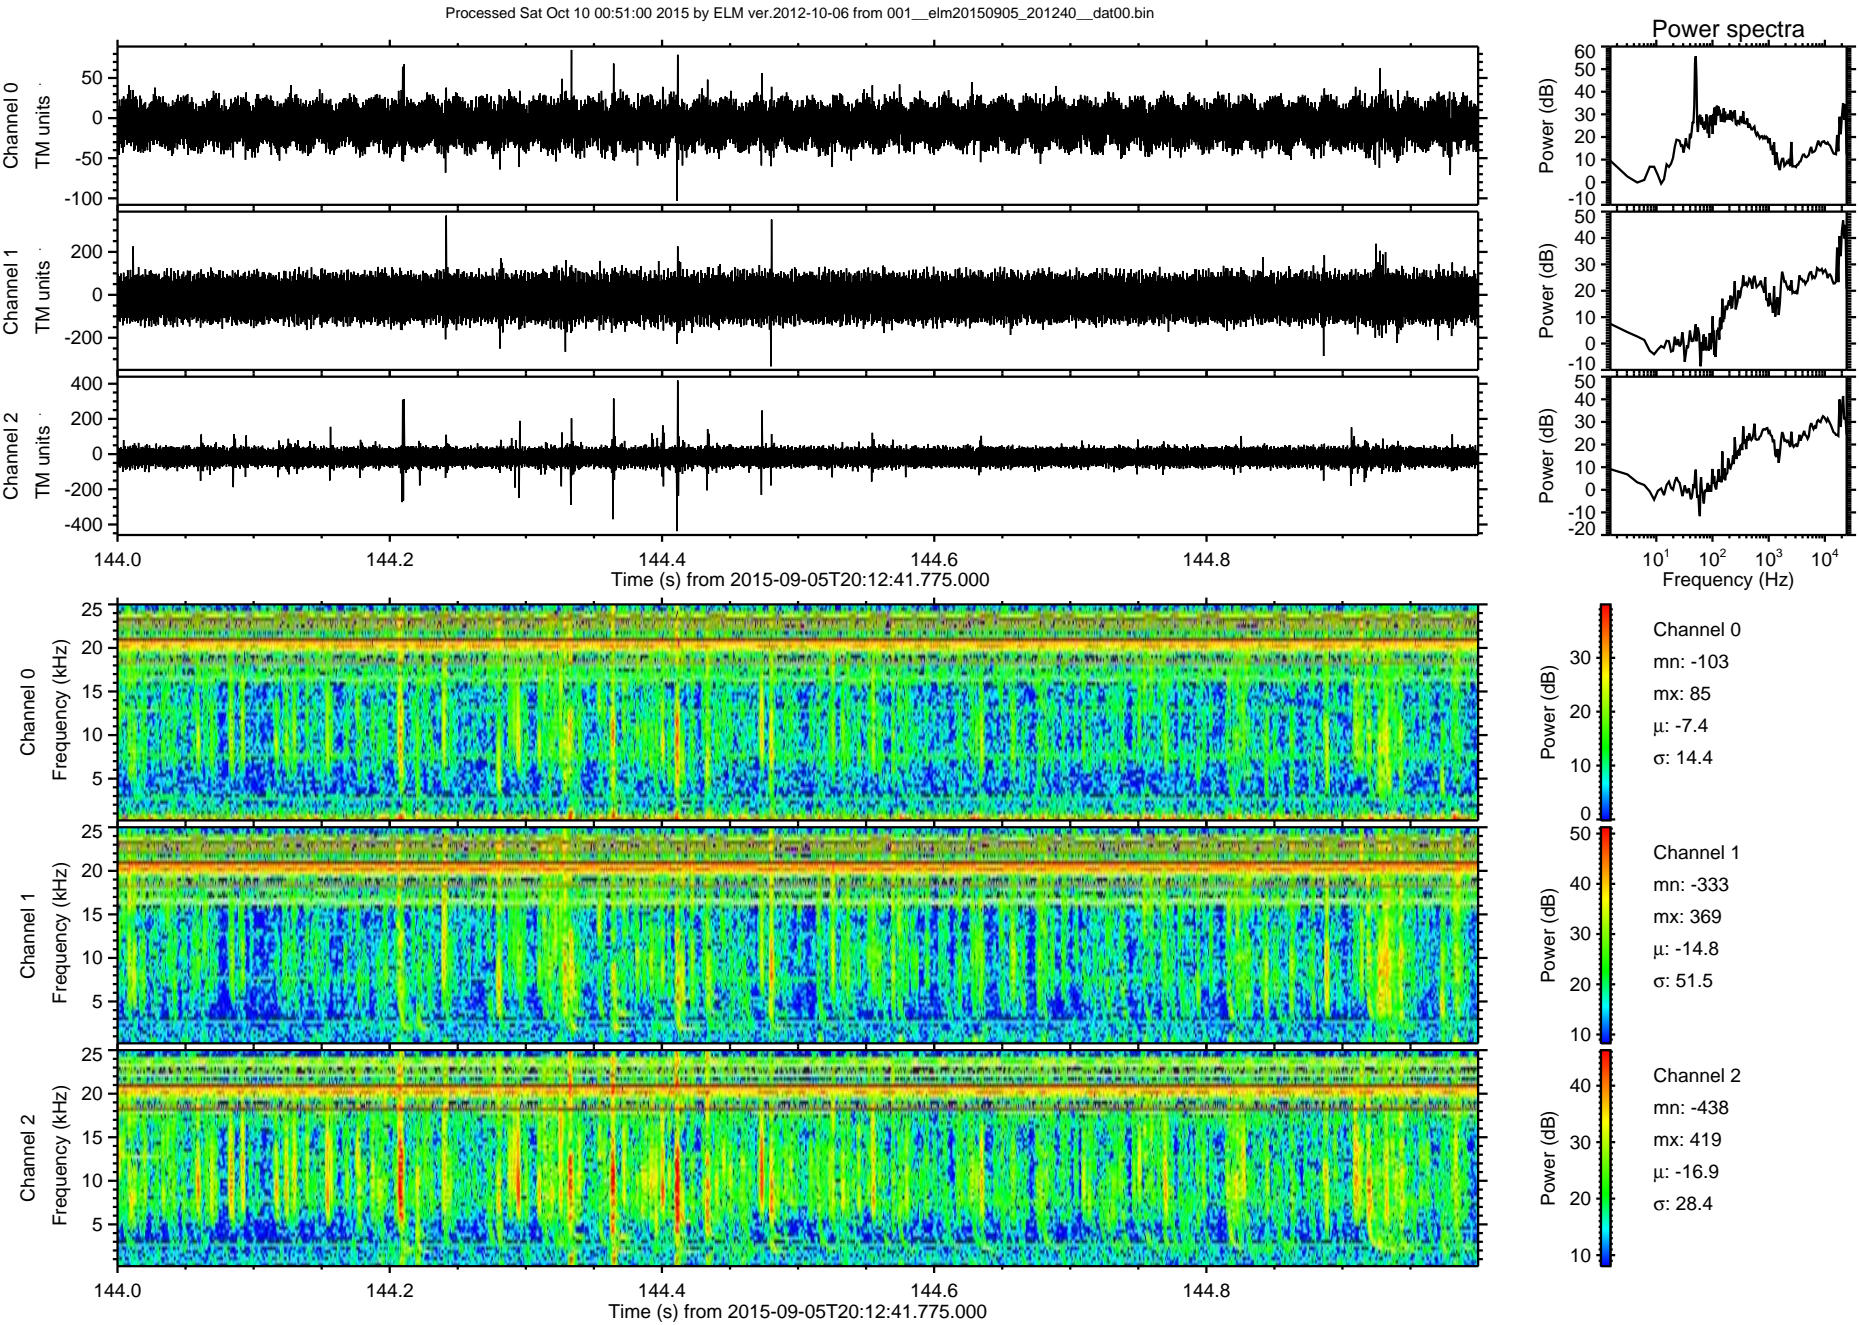 Processed Sat Oct 10 00:51:00 2015 by ELM ver.2012-10-06 from 001__elm20150905_201240__dat00.bin
Power spectra
Channel 0
TM units
50
0
-50
-100
Power (dB)
60
50
40
30
20
10
0
-10
Channel 1
TM units
200
0
-200
Power (dB)
50
40
30
20
10
0
-10
Channel 2
TM units
400
200
0
-200
-400
Power (dB)
50
40
30
20
10
0
-10
-20
144.0 144.2 144.4 144.6 144.8
Time (s) from 2015-09-05T20:12:41.775.000
10^1 10^2 10^3 10^4
Frequency (Hz)
Channel 0
Frequency (kHz)
25
20
15
10
5
Power (dB)
30
20
10
0
Channel 0
mn: -103
mx: 85
μ: -7.4
σ: 14.4
Channel 1
Frequency (kHz)
25
20
15
10
5
Power (dB)
50
40
30
20
10
Channel 1
mn: -333
mx: 369
μ: -14.8
σ: 51.5
Channel 2
Frequency (kHz)
25
20
15
10
5
Power (dB)
40
30
20
10
Channel 2
mn: -438
mx: 419
μ: -16.9
σ: 28.4
144.0 144.2 144.4 144.6 144.8
Time (s) from 2015-09-05T20:12:41.775.000